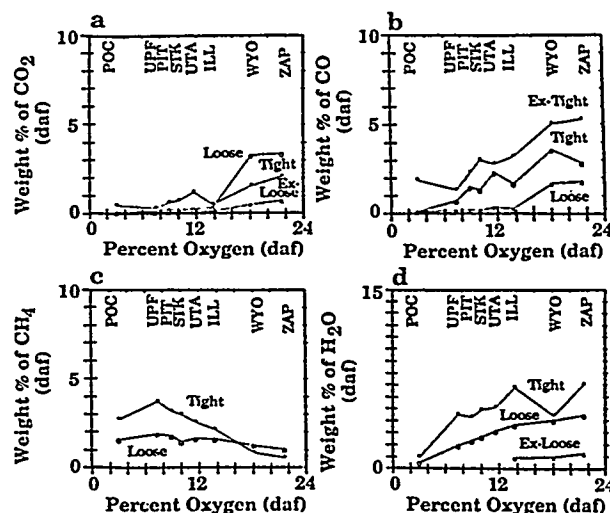 a
10
5
0
0
12
24
POC
UPF
PIT
STK
UTA
ILL
WYO
ZAP
Loose
Tight
Ex-
Loose
Weight % of CO2
(daf)
Percent Oxygen (daf)
b
10
5
0
0
12
24
POC
UPF
PIT
STK
UTA
ILL
WYO
ZAP
Ex-Tight
Tight
Loose
Weight % of CO
(daf)
Percent Oxygen (daf)
c
10
5
0
0
12
24
POC
UPF
PIT
STK
UTA
ILL
WYO
ZAP
Tight
Loose
Weight % of CH4
(daf)
Percent Oxygen (daf)
d
15
0
0
12
24
POC
UPF
PIT
STK
UTA
ILL
WYO
ZAP
Tight
Loose
Ex-Loose
Weight % of H2O
(daf)
Percent Oxygen (daf)